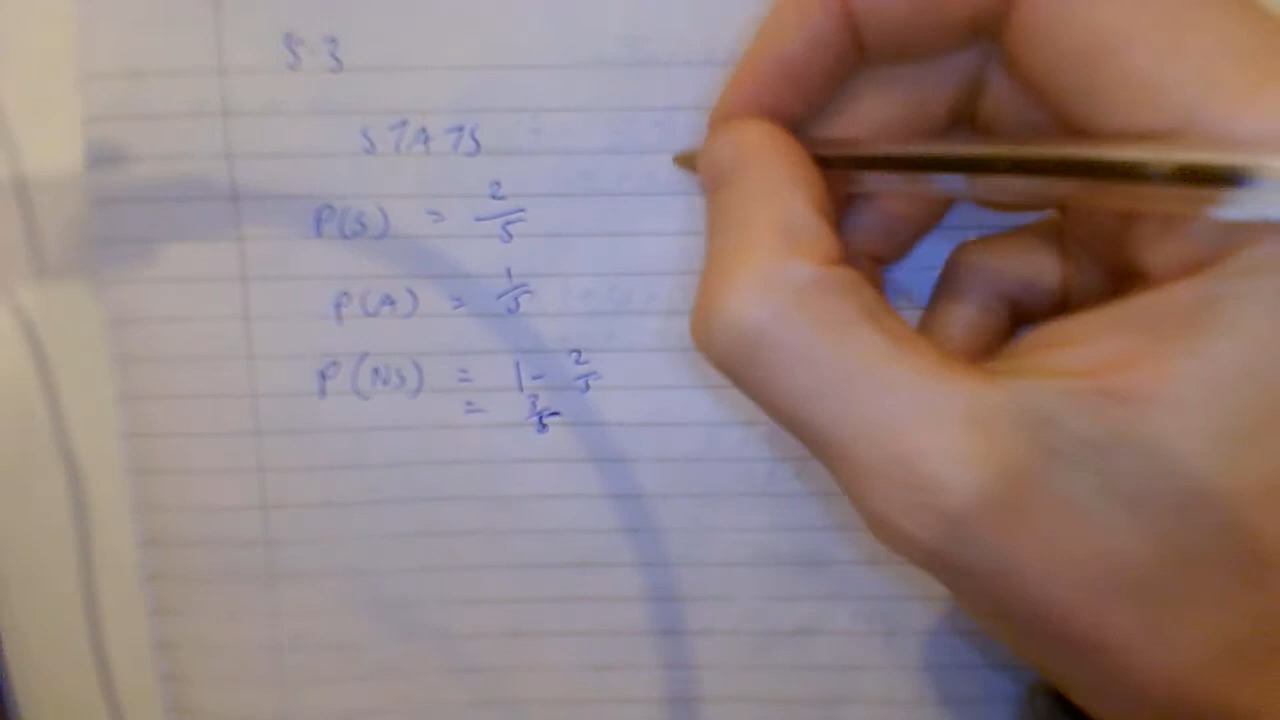 5.3
STATS
P(S) = 2/5
P(A) = 1/5
P(NS) = 1 - 2/5
= 3/5